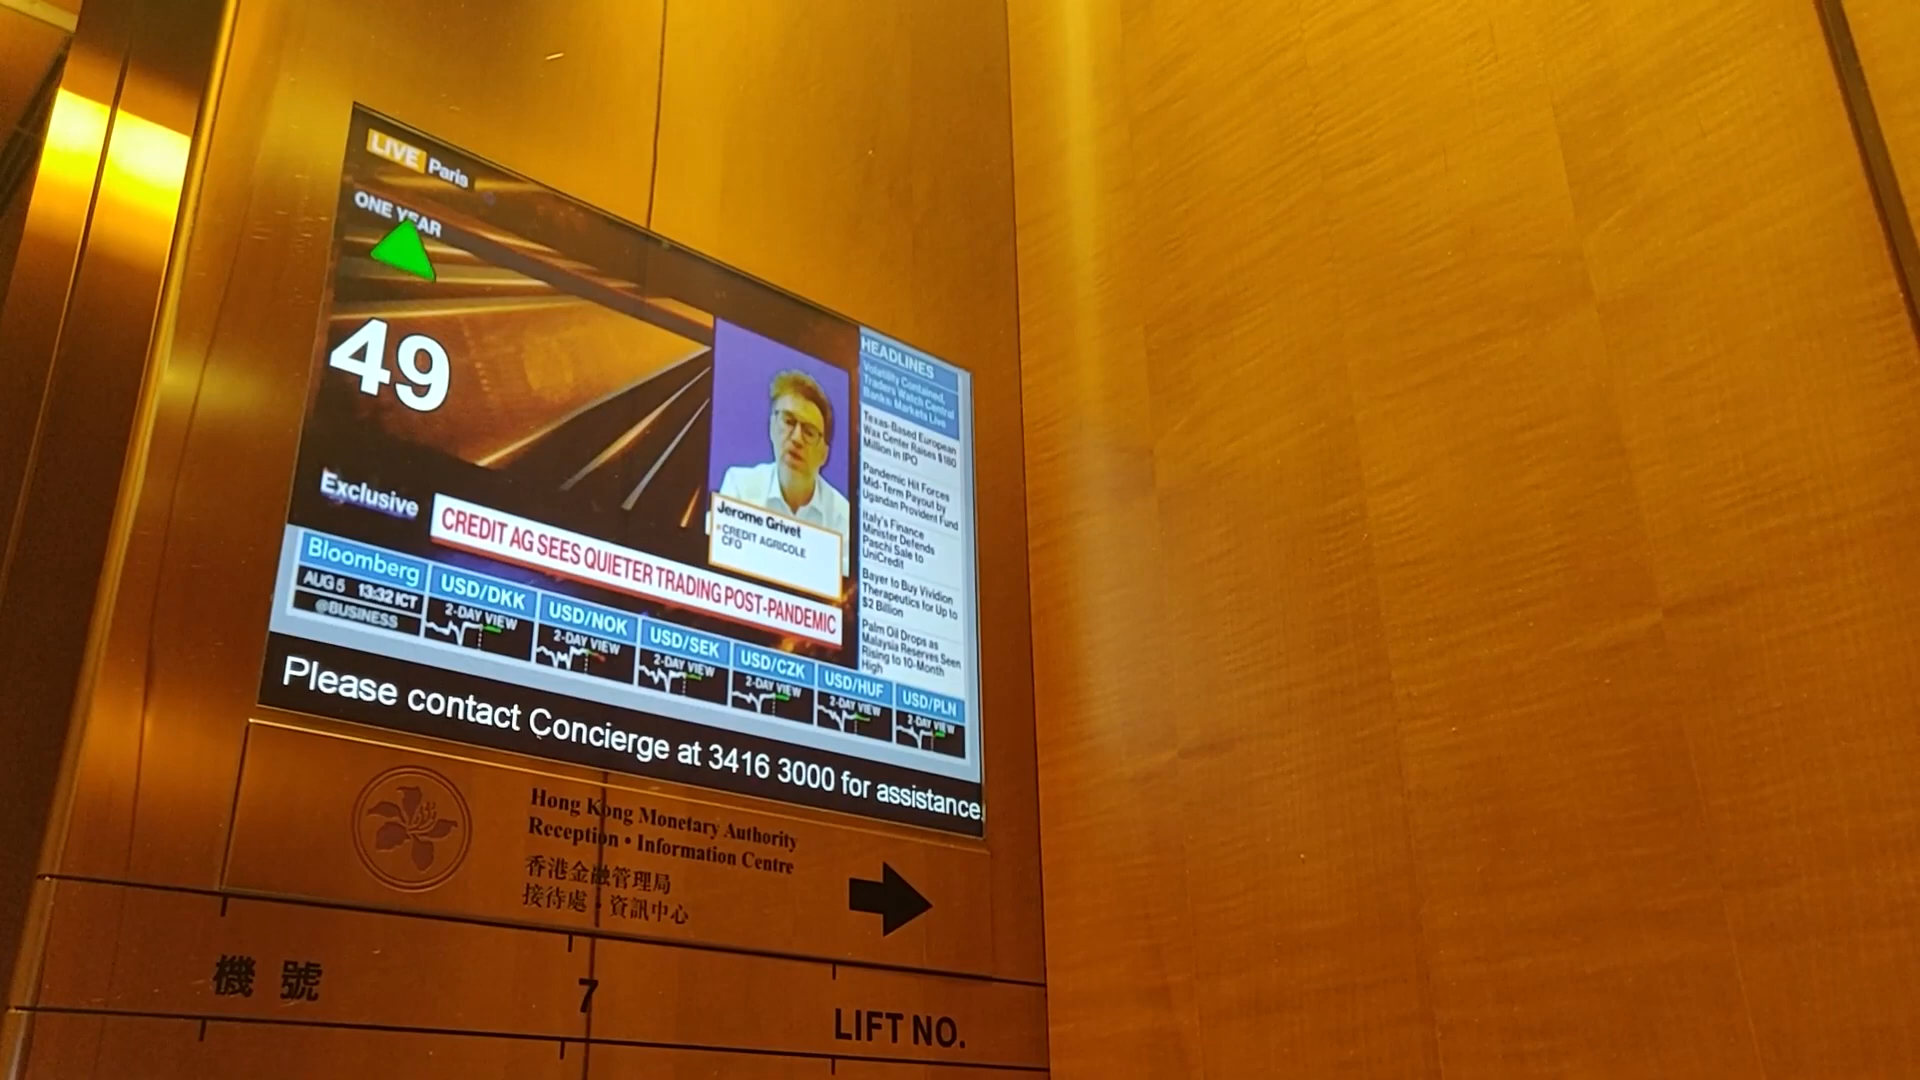 LIVE Paris
ONE YEAR
49
Exclusive
CREDIT AG SEES QUIETER TRADING POST-PANDEMIC
Jerome Grivet
CREDIT AGRICOLE
CFO
HEADLINES
Volatility Contained,
Traders Watch Central
Banks: Markets Live
Texas-Based European
Wax Center Raises $180
Million in IPO
Pandemic Hit Forces
Mid-Term Payout by
Ugandan Provident Fund
Italy's Finance
Minister Defends
Paschi Sale to
UniCredit
Bayer to Buy Vividion
Therapeutics for Up to
$2 Billion
Palm Oil Drops as
Malaysia Reserves Seen
Rising to 10-Month
High
Bloomberg
AUG 5 13:32 ICT
@BUSINESS
USD/DKK
2-DAY VIEW
USD/NOK
2-DAY VIEW
USD/SEK
2-DAY VIEW
USD/CZK
2-DAY VIEW
USD/HUF
2-DAY VIEW
USD/PLN
2-DAY VIEW
Please contact Concierge at 3416 3000 for assistance.
Hong Kong Monetary Authority
Reception • Information Centre
香港金融管理局
接待處•資訊中心
機號 7 LIFT NO.